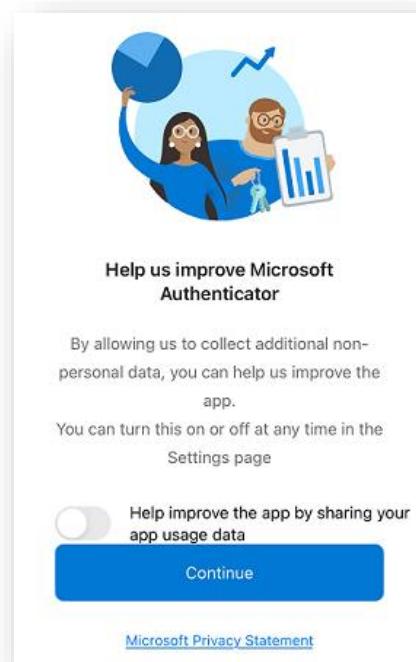 Help us improve Microsoft
Authenticator
By allowing us to collect additional non-
personal data, you can help us improve the
app.
You can turn this on or off at any time in the
Settings page
Help improve the app by sharing your
app usage data
Continue
Microsoft Privacy Statement